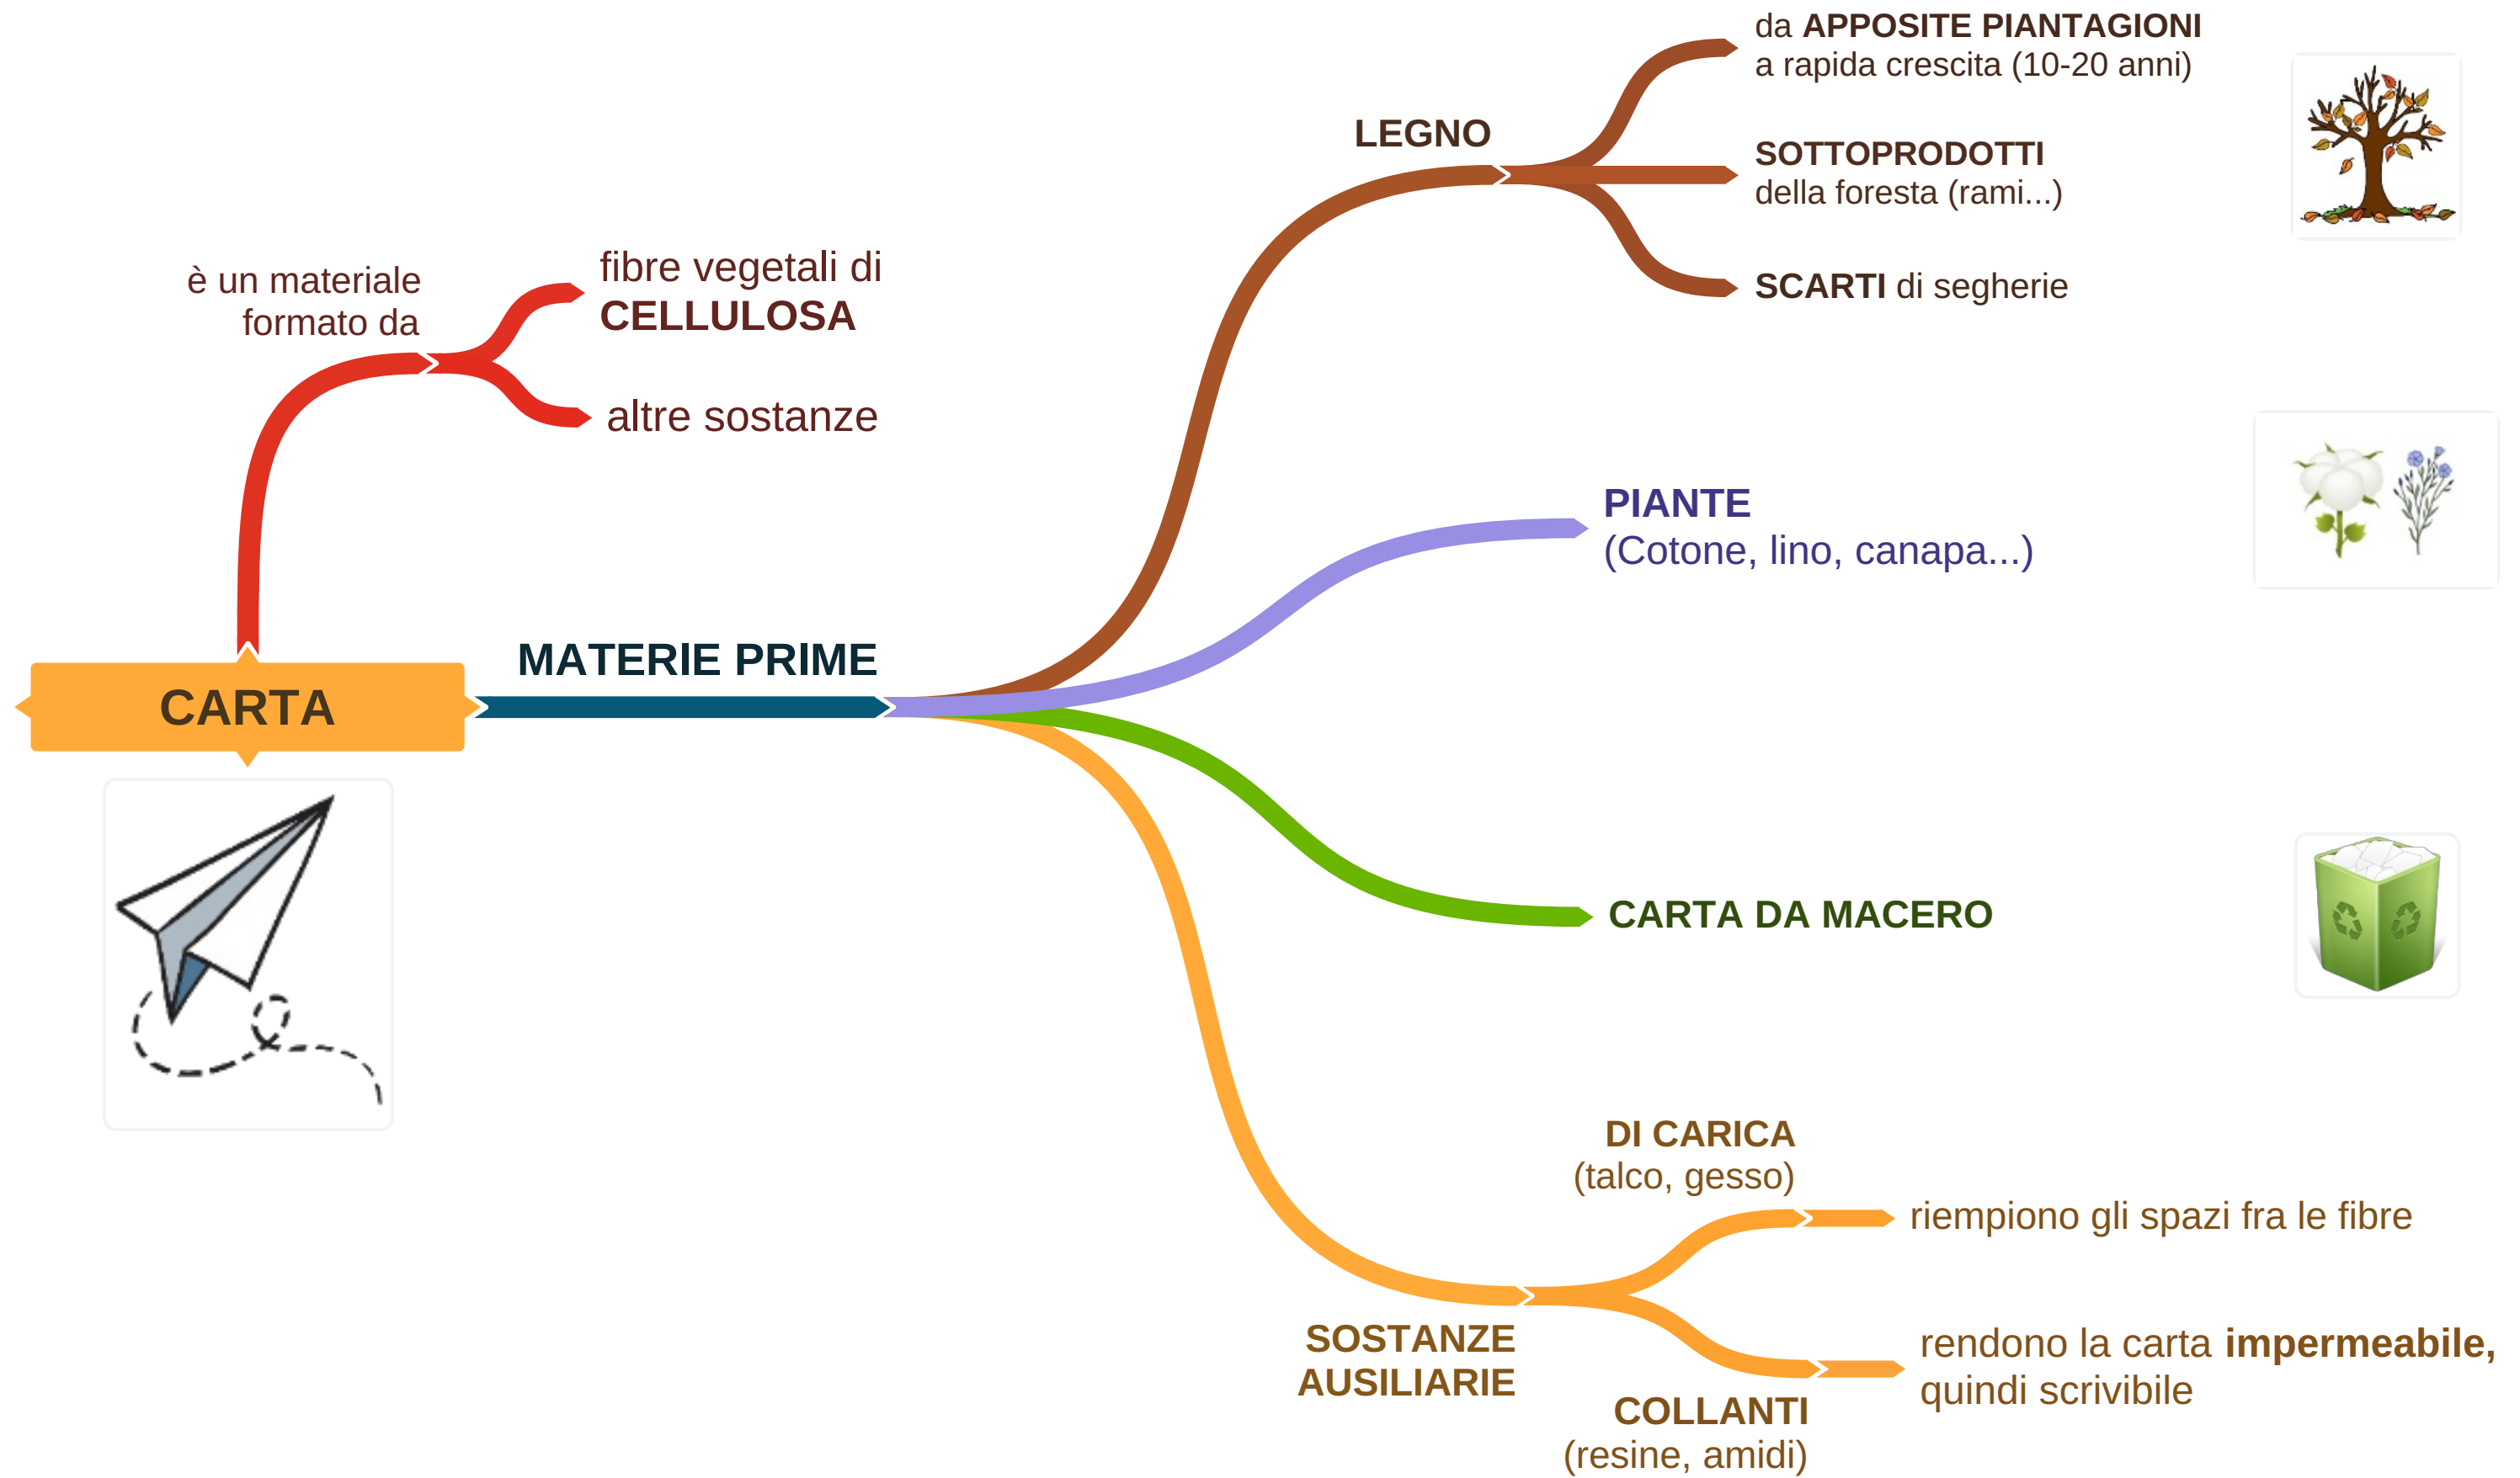 CARTA
è un materiale
formato da
fibre vegetali di
CELLULOSA
altre sostanze
MATERIE PRIME
LEGNO
da APPOSITE PIANTAGIONI
a rapida crescita (10-20 anni)
SOTTOPRODOTTI
della foresta (rami...)
SCARTI di segherie
PIANTE
(Cotone, lino, canapa...)
CARTA DA MACERO
SOSTANZE
AUSILIARIE
DI CARICA
(talco, gesso)
riempiono gli spazi fra le fibre
COLLANTI
(resine, amidi)
rendono la carta impermeabile,
quindi scrivibile